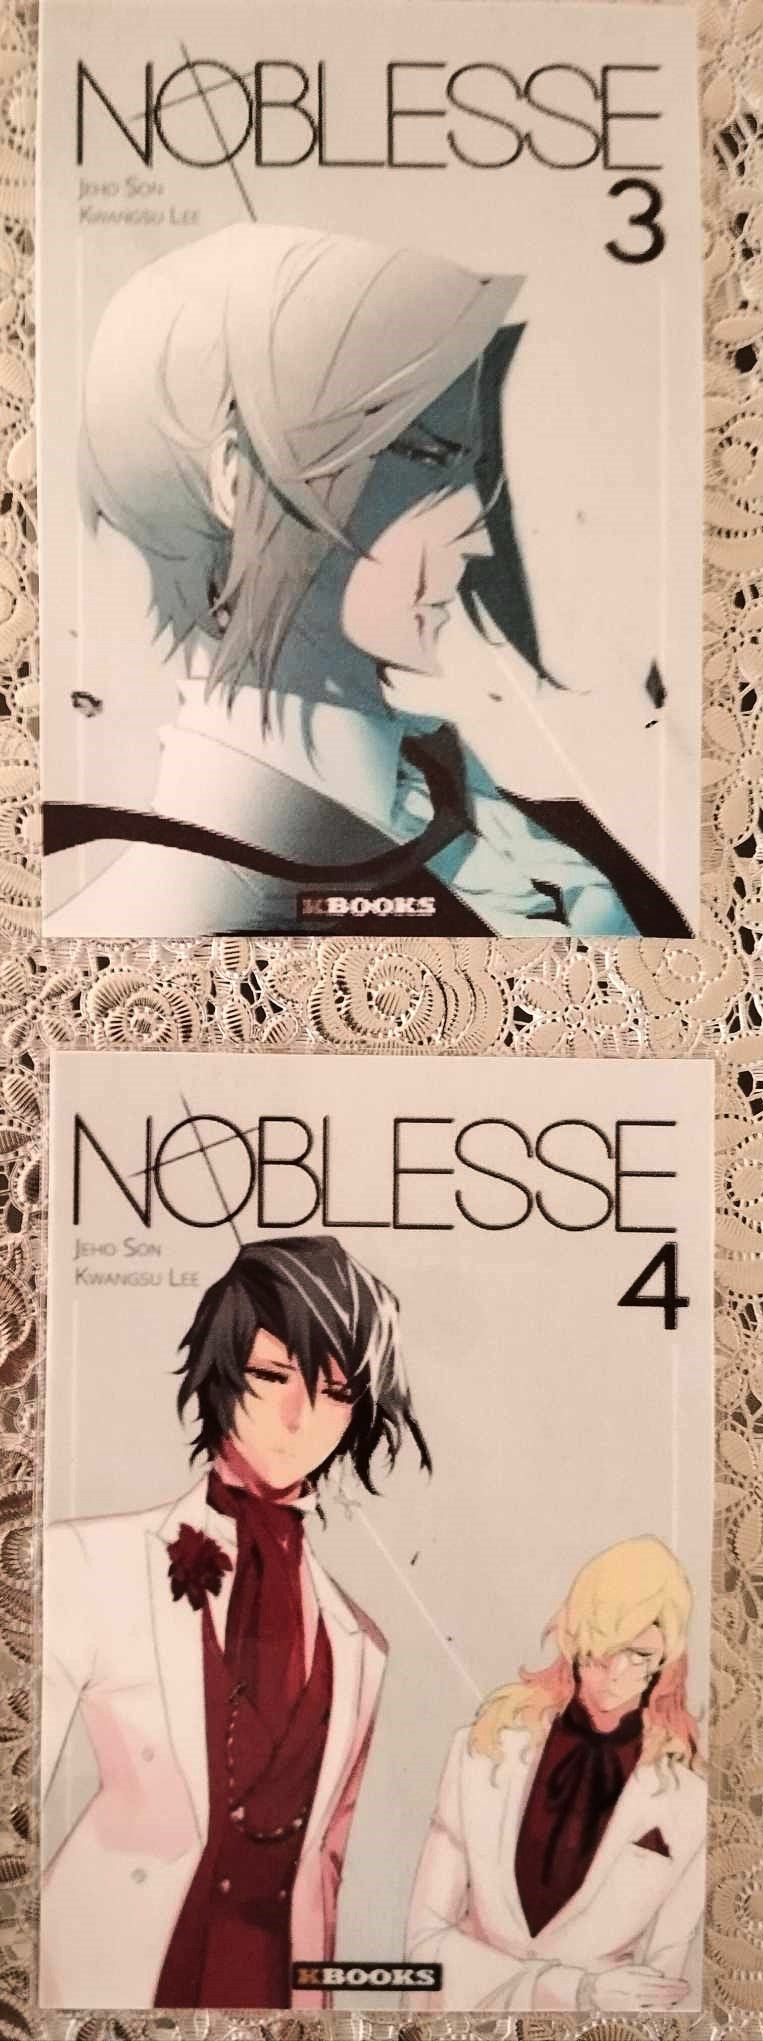 NOBLESSE
JEHO SON
KWANGSU LEE
3
KBOOKS
NOBLESSE
JEHO SON
KWANGSU LEE
4
KBOOKS